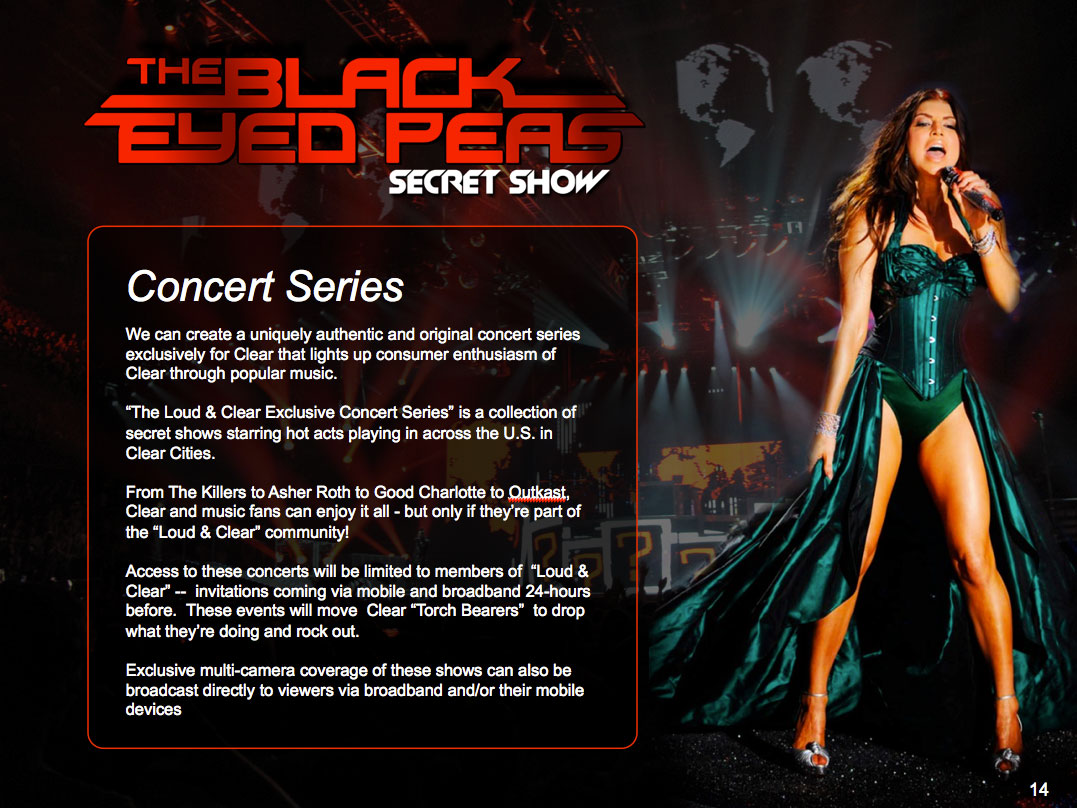 THE BLACK
EYED PEAS
SECRET SHOW
Concert Series
We can create a uniquely authentic and original concert series
exclusively for Clear that lights up consumer enthusiasm of
Clear through popular music.
“The Loud & Clear Exclusive Concert Series” is a collection of
secret shows starring hot acts playing in across the U.S. in
Clear Cities.
From The Killers to Asher Roth to Good Charlotte to Outkast,
Clear and music fans can enjoy it all - but only if they’re part of
the “Loud & Clear” community!
Access to these concerts will be limited to members of  “Loud &
Clear” --  invitations coming via mobile and broadband 24-hours
before.  These events will move  Clear “Torch Bearers”  to drop
what they’re doing and rock out.
Exclusive multi-camera coverage of these shows can also be
broadcast directly to viewers via broadband and/or their mobile
devices
? ? ? ?
14